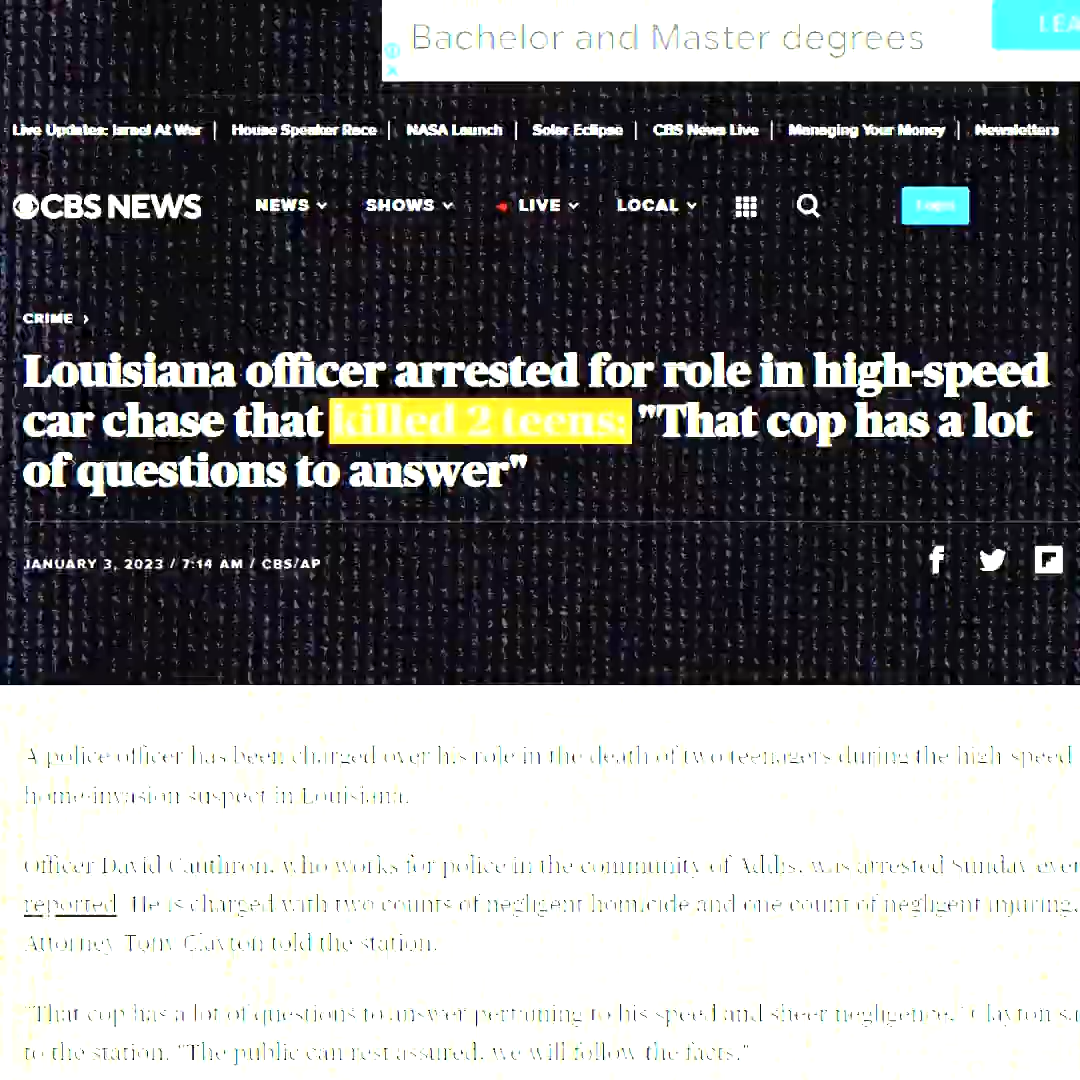 Bachelor and Master degrees
LEA
Live Updates: Israel At War | House Speaker Race | NASA Launch | Solar Eclipse | CBS News Live | Managing Your Money | Newsletters
CBS NEWS NEWS SHOWS LIVE LOCAL Login
CRIME ›
Louisiana officer arrested for role in high-speed
car chase that killed 2 teens: "That cop has a lot
of questions to answer"
JANUARY 3, 2023 / 7:14 AM / CBS/AP
A police officer has been charged over his role in the death of two teenagers during the high-speed
home-invasion suspect in Louisiana.
Officer David Cauthron, who works for police in the community of Addis, was arrested Sunday ever
reported. He is charged with two counts of negligent homicide and one count of negligent injuring,
Attorney Tony Clayton told the station.
"That cop has a lot of questions to answer pertaining to his speed and sheer negligence," Clayton sa
to the station. "The public can rest assured, we will follow the facts."